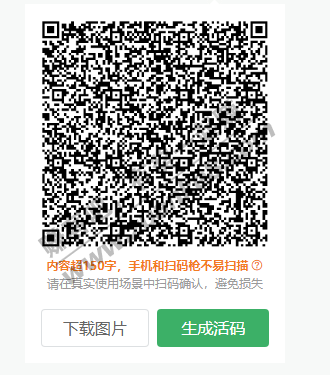 内容超150字，手机和扫码枪不易扫描
请在真实使用场景中扫码确认，避免损失
下载图片
生成活码